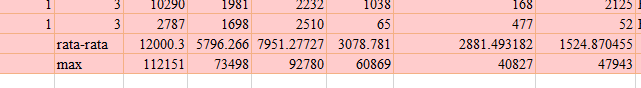 1 3 10290 1981 2232 1038 168 2125
1 3 2787 1698 2510 65 477 52
rata-rata 12000.3 5796.266 7951.27727 3078.781 2881.493182 1524.870455
max 112151 73498 92780 60869 40827 47943